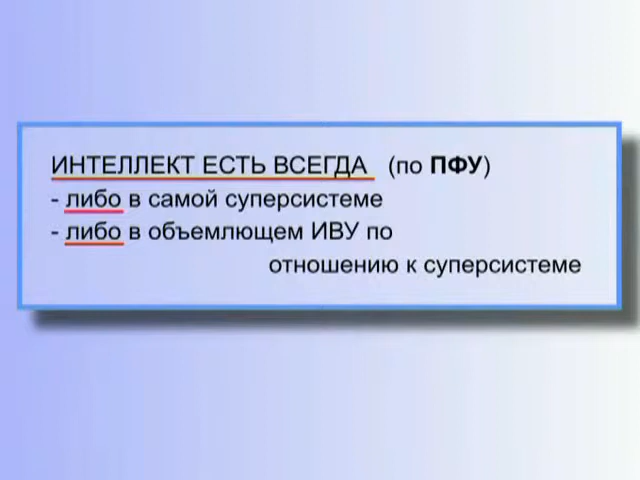 ИНТЕЛЛЕКТ ЕСТЬ ВСЕГДА (по ПФУ)
- либо в самой суперсистеме
- либо в объемлющем ИВУ по
отношению к суперсистеме